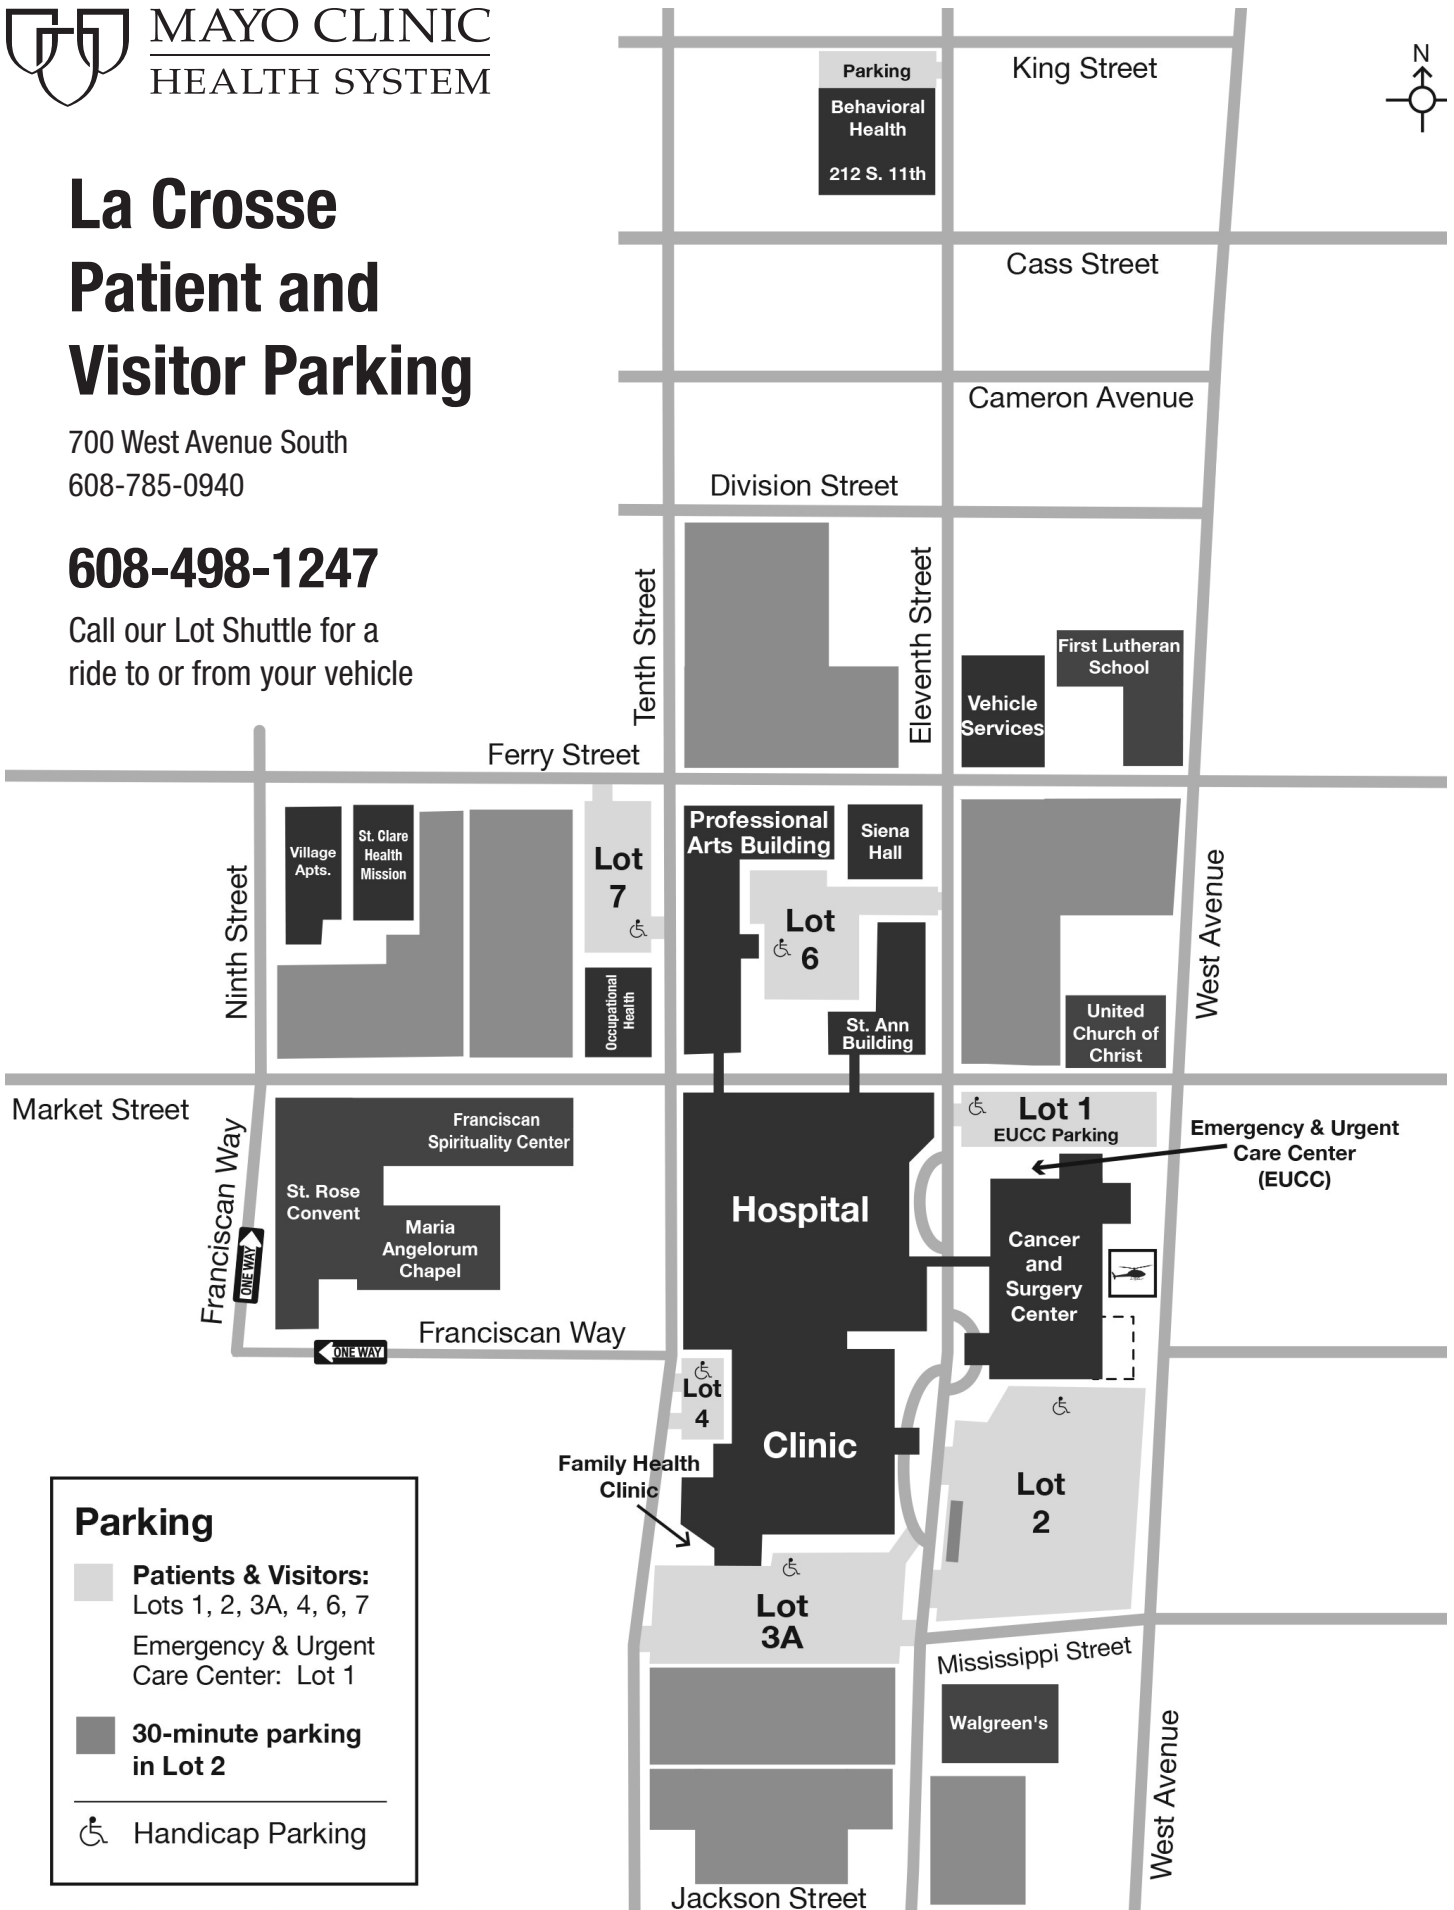 MAYO CLINIC
HEALTH SYSTEM
La Crosse
Patient and
Visitor Parking
700 West Avenue South
608-785-0940
608-498-1247
Call our Lot Shuttle for a
ride to or from your vehicle
N
King Street
Parking
Behavioral
Health
212 S. 11th
Cass Street
Cameron Avenue
Division Street
Tenth Street
Eleventh Street
First Lutheran
School
Vehicle
Services
Ferry Street
Ninth Street
Village
Apts.
St. Clare
Health
Mission
Lot
7
Occupational
Health
Professional
Arts Building
Siena
Hall
Lot
6
St. Ann
Building
United
Church of
Christ
West Avenue
Market Street
Franciscan Way
ONE WAY
Franciscan
Spirituality Center
St. Rose
Convent
Maria
Angelorum
Chapel
Franciscan Way
ONE WAY
Hospital
Lot 1
EUCC Parking
Emergency & Urgent
Care Center
(EUCC)
Cancer
and
Surgery
Center
Lot
4
Clinic
Family Health
Clinic
Lot
2
Lot
3A
Mississippi Street
Walgreen's
West Avenue
Jackson Street
Parking
Patients & Visitors:
Lots 1, 2, 3A, 4, 6, 7
Emergency & Urgent
Care Center: Lot 1
30-minute parking
in Lot 2
Handicap Parking